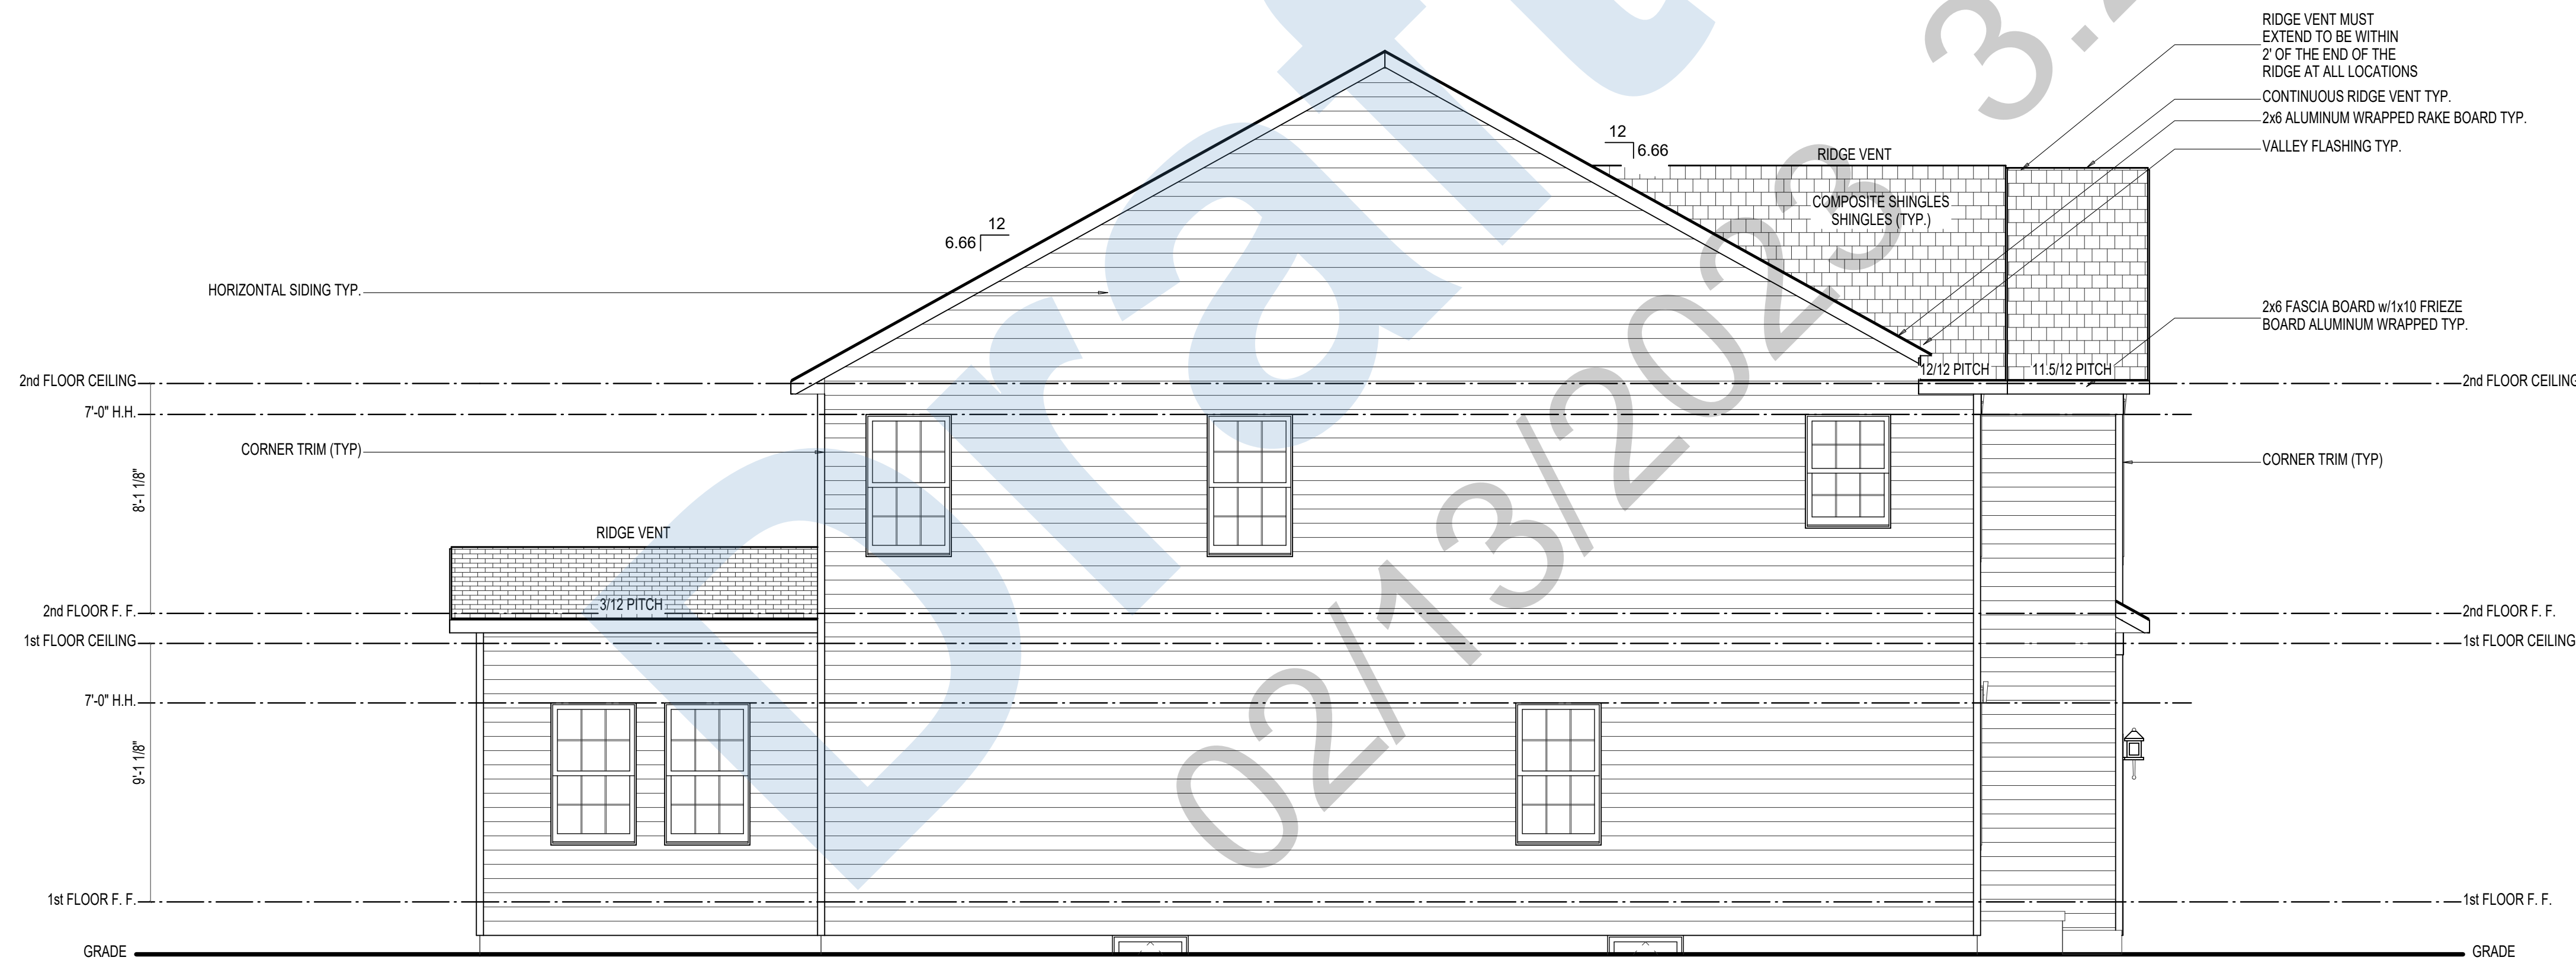 RIDGE VENT MUST
EXTEND TO BE WITHIN
2' OF THE END OF THE
RIDGE AT ALL LOCATIONS
CONTINUOUS RIDGE VENT TYP.
2x6 ALUMINUM WRAPPED RAKE BOARD TYP.
VALLEY FLASHING TYP.
12
6.66
RIDGE VENT
COMPOSITE SHINGLES
SHINGLES (TYP.)
12
6.66
HORIZONTAL SIDING TYP.
2x6 FASCIA BOARD w/1x10 FRIEZE
BOARD ALUMINUM WRAPPED TYP.
12/12 PITCH
11.5/12 PITCH
2nd FLOOR CEILING
2nd FLOOR CEILING
7'-0" H.H.
CORNER TRIM (TYP)
CORNER TRIM (TYP)
8'-1 1/8"
RIDGE VENT
3/12 PITCH
2nd FLOOR F. F.
2nd FLOOR F. F.
1st FLOOR CEILING
1st FLOOR CEILING
7'-0" H.H.
9'-1 1/8"
1st FLOOR F. F.
1st FLOOR F. F.
GRADE
GRADE
Draft
02/13/2023 3.2